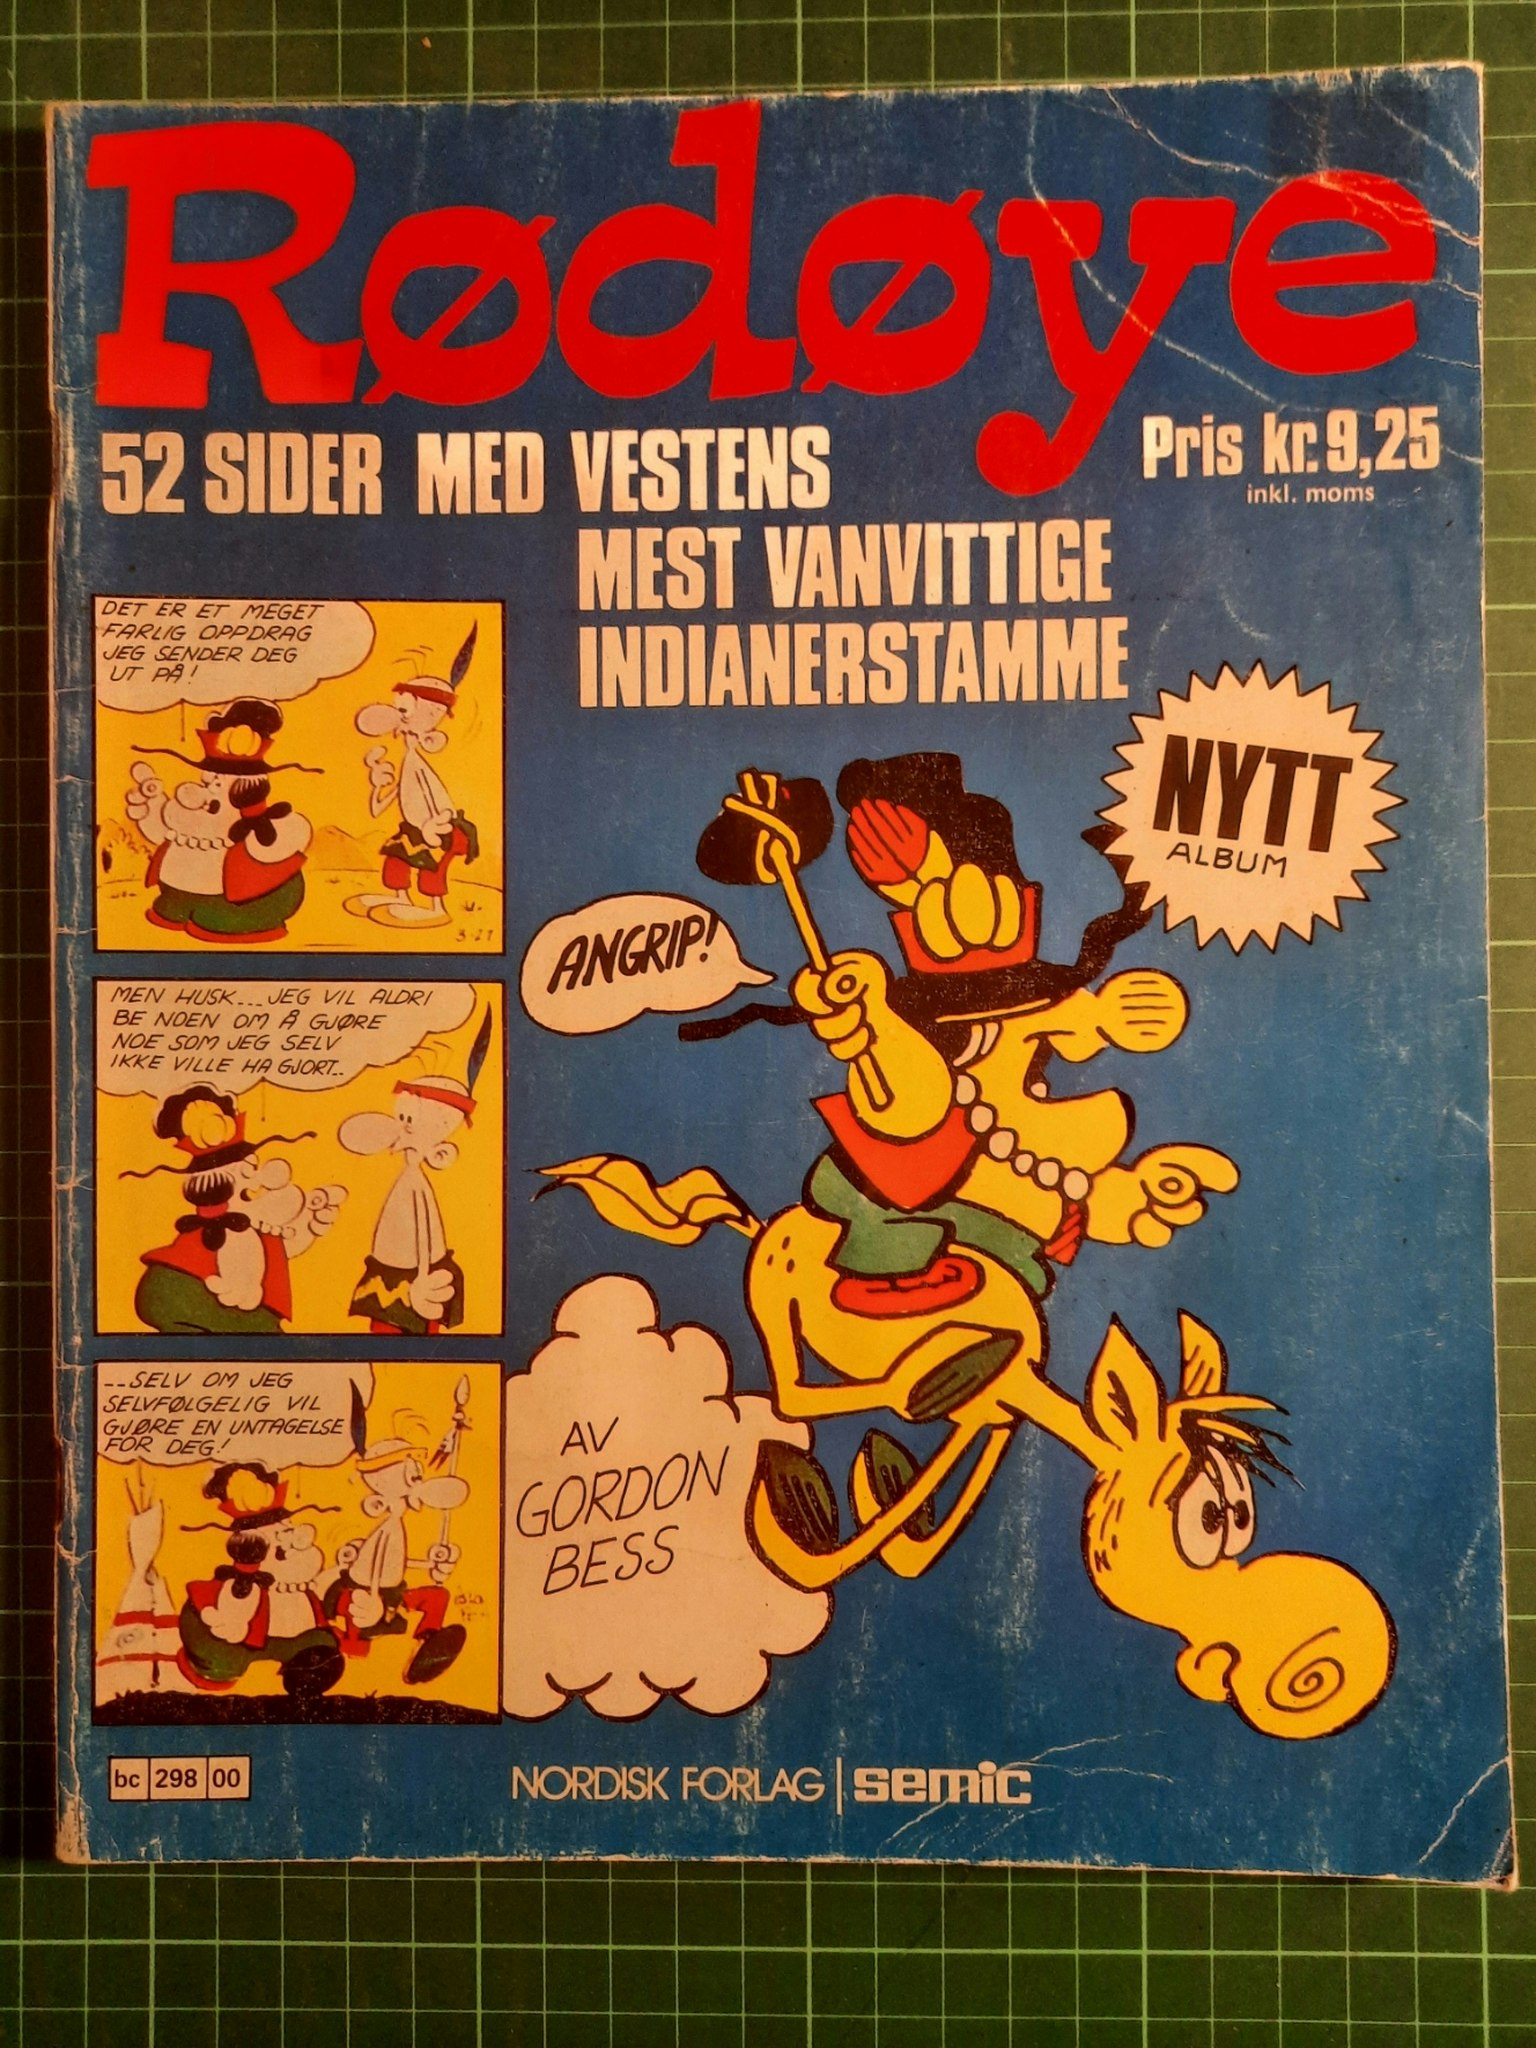 Rødøye
52 SIDER MED VESTENS
MEST VANVITTIGE
INDIANERSTAMME
Pris kr. 9,25
inkl. moms
NYTT
ALBUM
DET ER ET MEGET
FARLIG OPPDRAG
JEG SENDER DEG
UT PÅ!
3-21
MEN HUSK... JEG VIL ALDRI
BE NOEN OM Å GJØRE
NOE SOM JEG SELV
IKKE VILLE HA GJORT..
..SELV OM JEG
SELVFØLGELIG VIL
GJØRE EN UNTAGELSE
FOR DEG!
ANGRIP!
AV
GORDON
BESS
bc 298 00
NORDISK FORLAG | semic